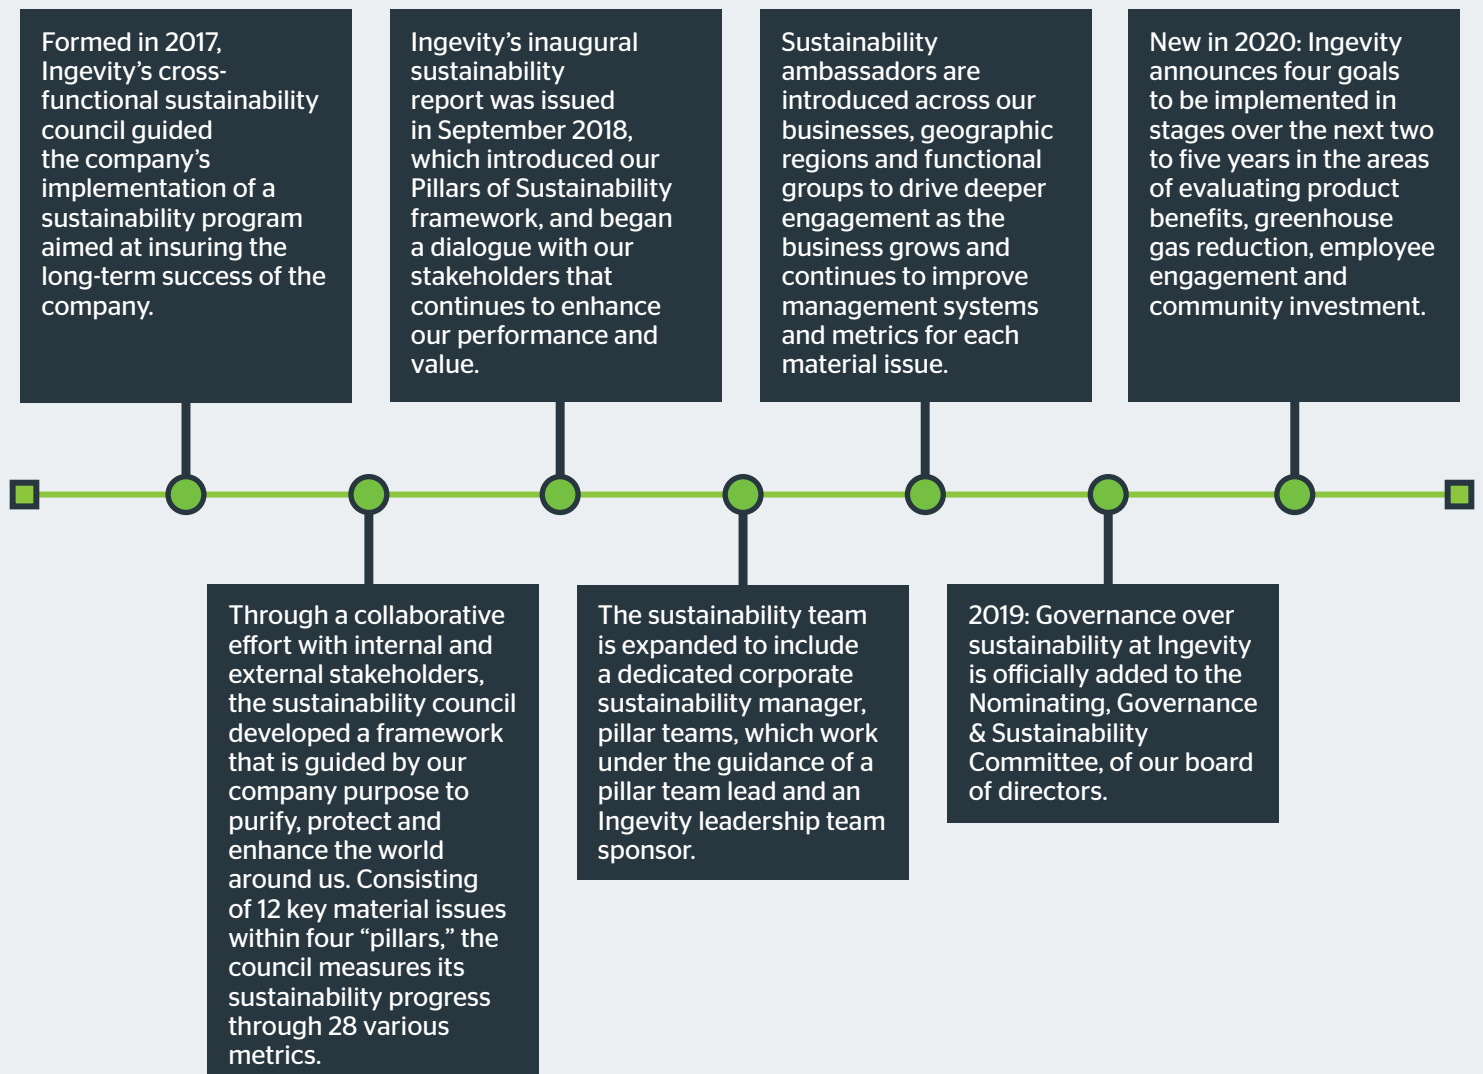 Formed in 2017,
Ingevity’s cross-
functional sustainability
council guided
the company’s
implementation of a
sustainability program
aimed at insuring the
long-term success of the
company.
Through a collaborative
effort with internal and
external stakeholders,
the sustainability council
developed a framework
that is guided by our
company purpose to
purify, protect and
enhance the world
around us. Consisting
of 12 key material issues
within four “pillars,” the
council measures its
sustainability progress
through 28 various
metrics.
Ingevity’s inaugural
sustainability
report was issued
in September 2018,
which introduced our
Pillars of Sustainability
framework, and began
a dialogue with our
stakeholders that
continues to enhance
our performance and
value.
The sustainability team
is expanded to include
a dedicated corporate
sustainability manager,
pillar teams, which work
under the guidance of a
pillar team lead and an
Ingevity leadership team
sponsor.
Sustainability
ambassadors are
introduced across our
businesses, geographic
regions and functional
groups to drive deeper
engagement as the
business grows and
continues to improve
management systems
and metrics for each
material issue.
2019: Governance over
sustainability at Ingevity
is officially added to the
Nominating, Governance
& Sustainability
Committee, of our board
of directors.
New in 2020: Ingevity
announces four goals
to be implemented in
stages over the next two
to five years in the areas
of evaluating product
benefits, greenhouse
gas reduction, employee
engagement and
community investment.